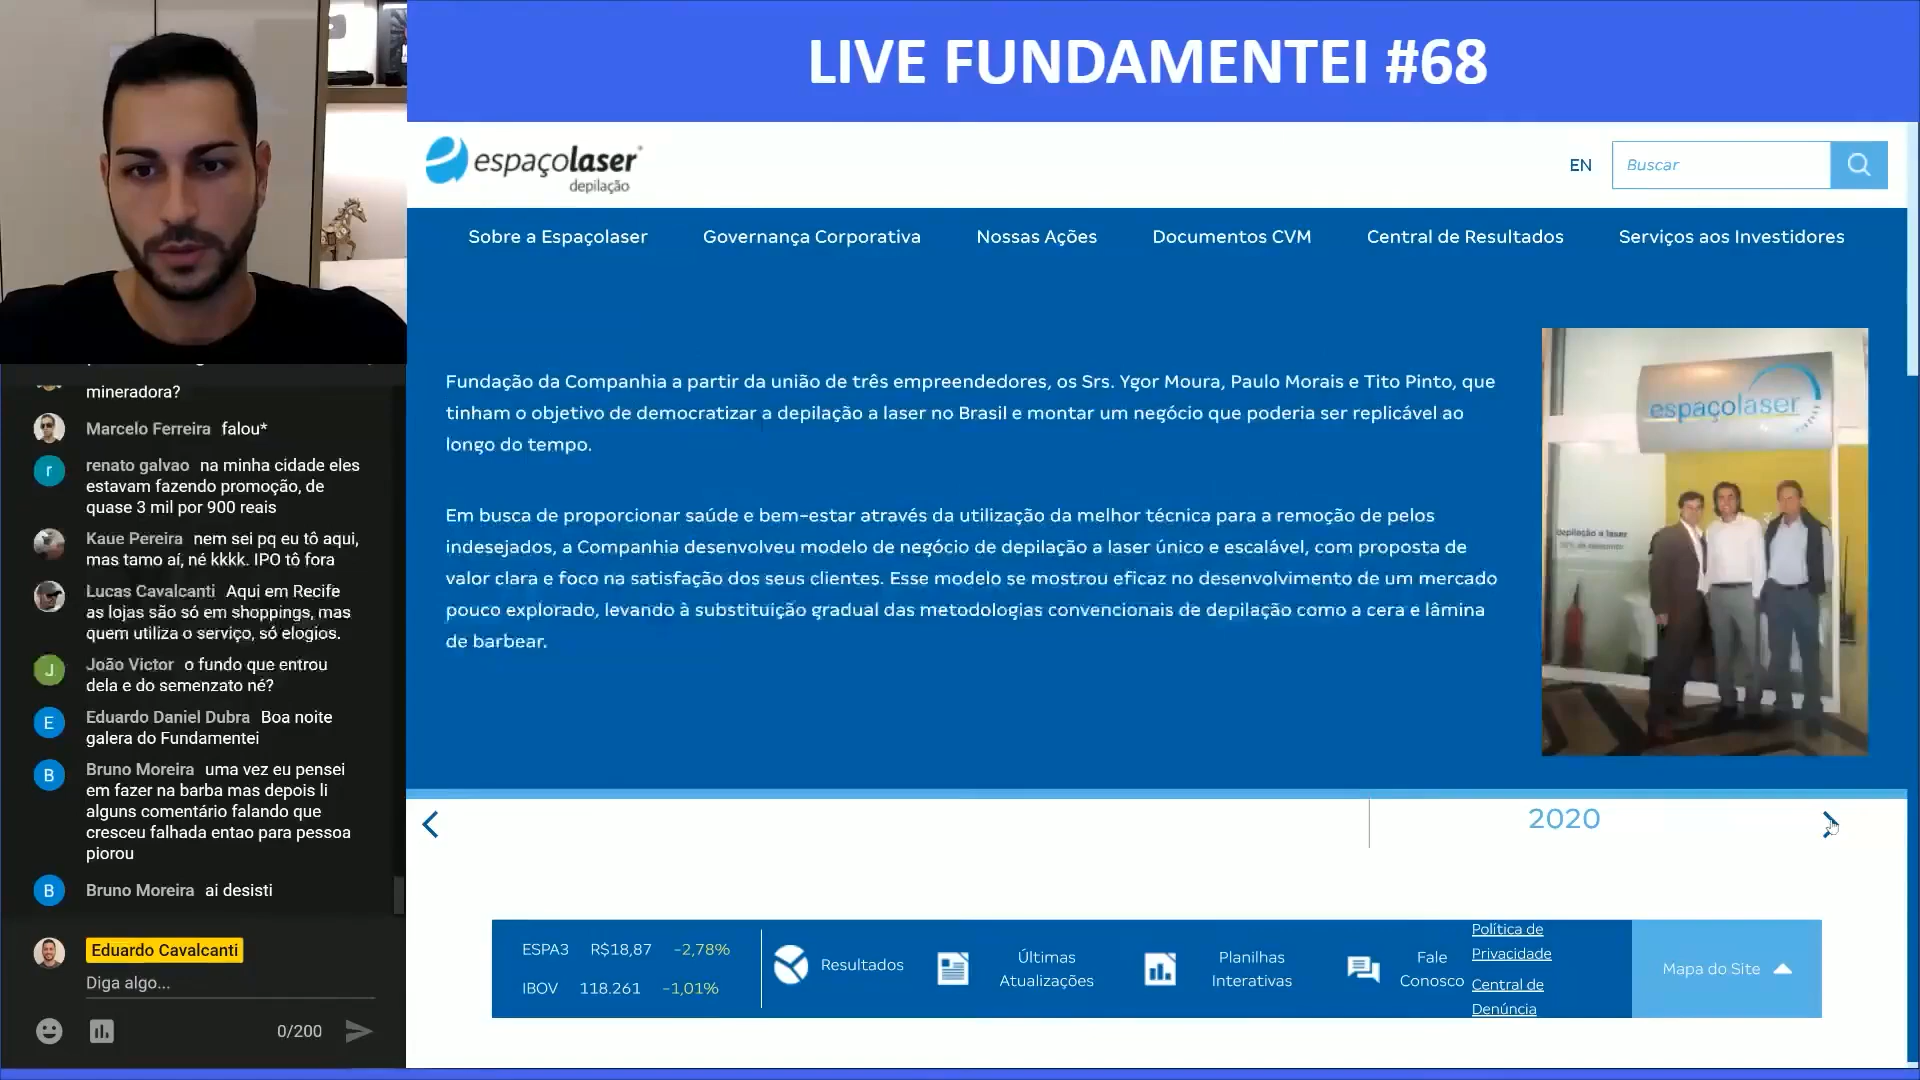 LIVE FUNDAMENTEI #68
espaçolaser
depilação
EN
Buscar
Sobre a Espaçolaser
Governança Corporativa
Nossas Ações
Documentos CVM
Central de Resultados
Serviços aos Investidores
Fundação da Companhia a partir da união de três empreendedores, os Srs. Ygor Moura, Paulo Morais e Tito Pinto, que
tinham o objetivo de democratizar a depilação a laser no Brasil e montar um negócio que poderia ser replicável ao
longo do tempo.
Em busca de proporcionar saúde e bem-estar através da utilização da melhor técnica para a remoção de pelos
indesejados, a Companhia desenvolveu modelo de negócio de depilação a laser único e escalável, com proposta de
valor clara e foco na satisfação dos seus clientes. Esse modelo se mostrou eficaz no desenvolvimento de um mercado
pouco explorado, levando à substituição gradual das metodologias convencionais de depilação como a cera e lâmina
de barbear.
espaçolaser
depilação a laser
2020
ESPA3 R$18,87 -2,78%
IBOV 118.261 -1,01%
Resultados
Últimas
Atualizações
Planilhas
Interativas
Fale
Conosco
Política de
Privacidade
Central de
Denúncia
Mapa do Site
mineradora?
Marcelo Ferreira falou*
r
renato galvao na minha cidade eles
estavam fazendo promoção, de
quase 3 mil por 900 reais
Kaue Pereira nem sei pq eu tô aqui,
mas tamo aí, né kkkk. IPO tô fora
Lucas Cavalcanti Aqui em Recife
as lojas são só em shoppings, mas
quem utiliza o serviço, só elogios.
J
João Victor o fundo que entrou
dela e do semenzato né?
E
Eduardo Daniel Dubra Boa noite
galera do Fundamentei
B
Bruno Moreira uma vez eu pensei
em fazer na barba mas depois li
alguns comentário falando que
cresceu falhada entao para pessoa
piorou
B
Bruno Moreira ai desisti
Eduardo Cavalcanti
Diga algo...
0/200